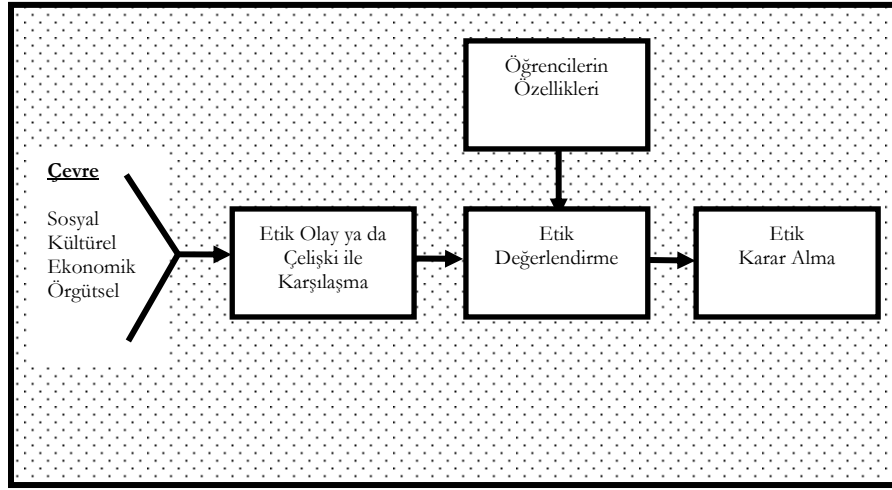 Öğrencilerin
Özellikleri
Çevre
Sosyal
Kültürel
Ekonomik
Örgütsel
Etik Olay ya da
Çelişki ile
Karşılaşma
Etik
Değerlendirme
Etik
Karar Alma